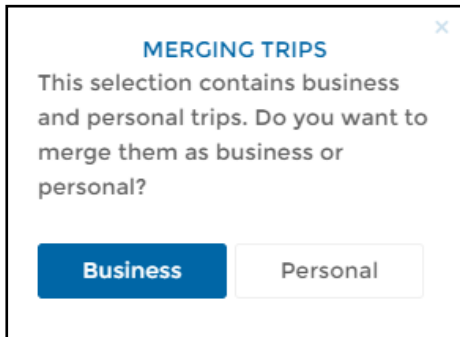 ×
MERGING TRIPS
This selection contains business
and personal trips. Do you want to
merge them as business or
personal?
Business Personal